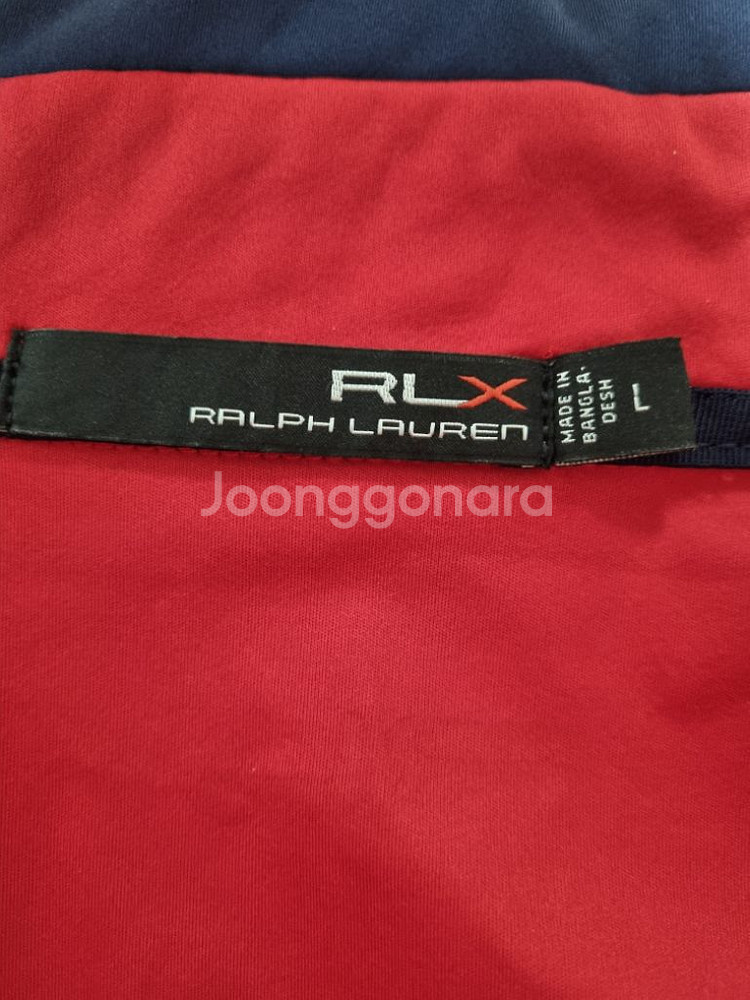 RLX
RALPH LAUREN
MADE IN
BANGLA-
DESH
L
Joonggonara